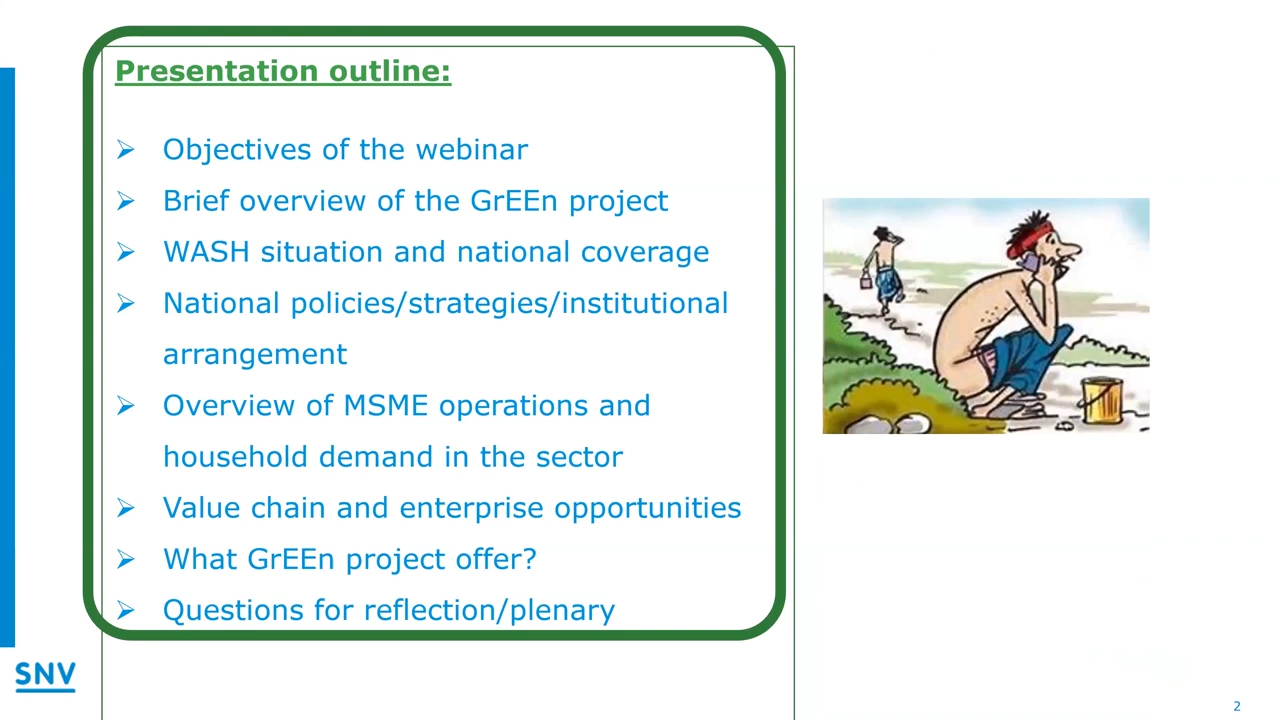 Presentation outline:
➢ Objectives of the webinar
➢ Brief overview of the GrEEn project
➢ WASH situation and national coverage
➢ National policies/strategies/institutional
arrangement
➢ Overview of MSME operations and
household demand in the sector
➢ Value chain and enterprise opportunities
➢ What GrEEn project offer?
➢ Questions for reflection/plenary
SNV
2